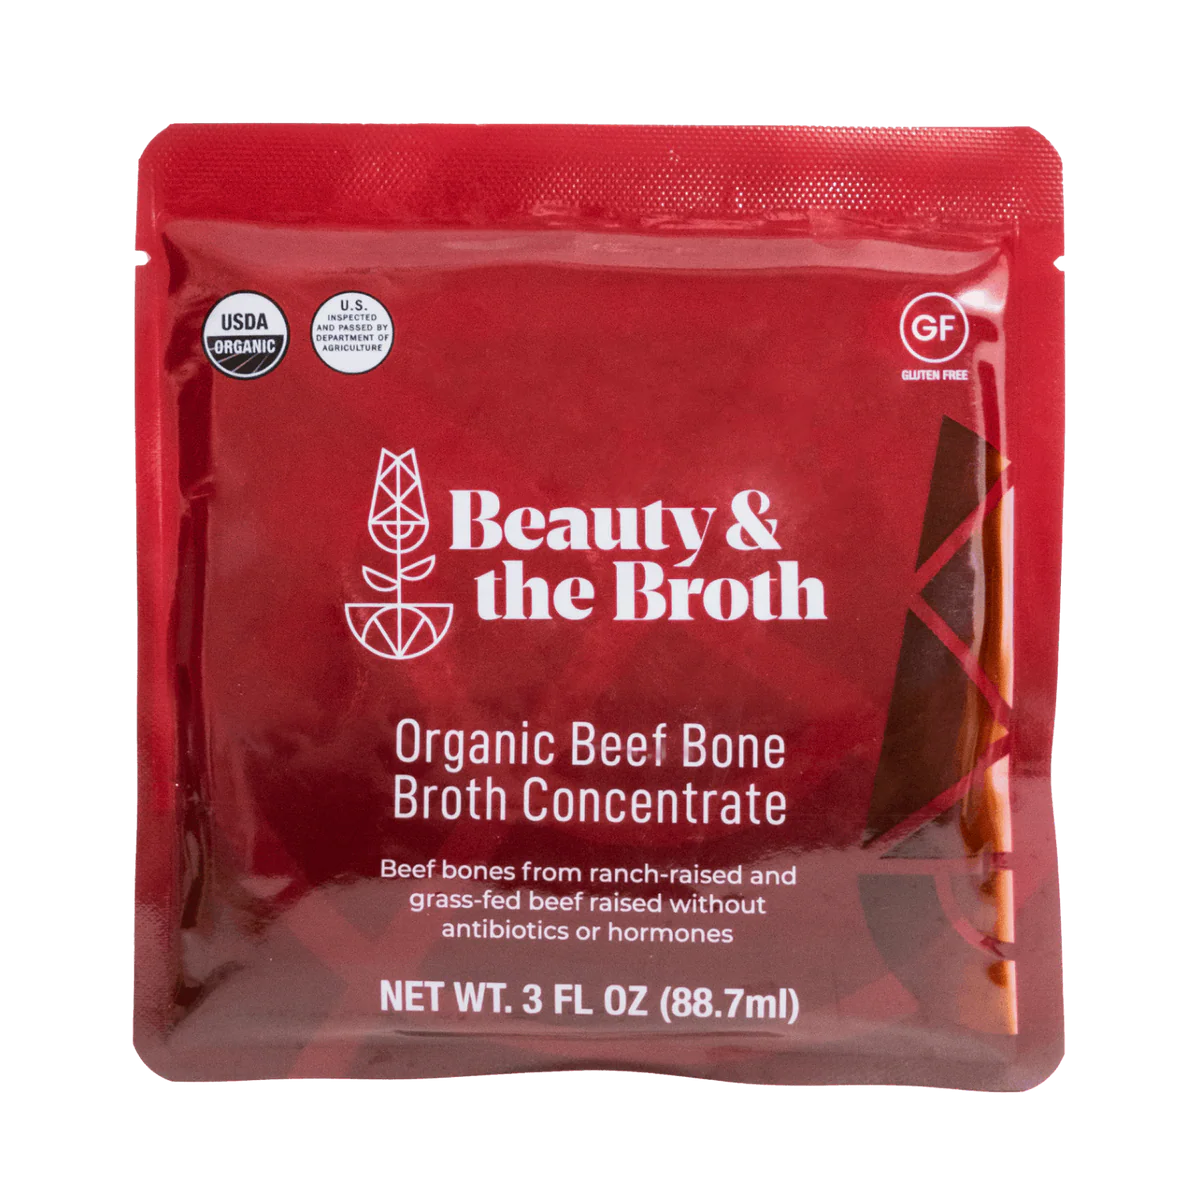 USDA
ORGANIC
U.S.
INSPECTED
AND PASSED BY
DEPARTMENT OF
AGRICULTURE
GF
GLUTEN FREE
Beauty &
the Broth
Organic Beef Bone
Broth Concentrate
Beef bones from ranch-raised and
grass-fed beef raised without
antibiotics or hormones
NET WT. 3 FL OZ (88.7ml)